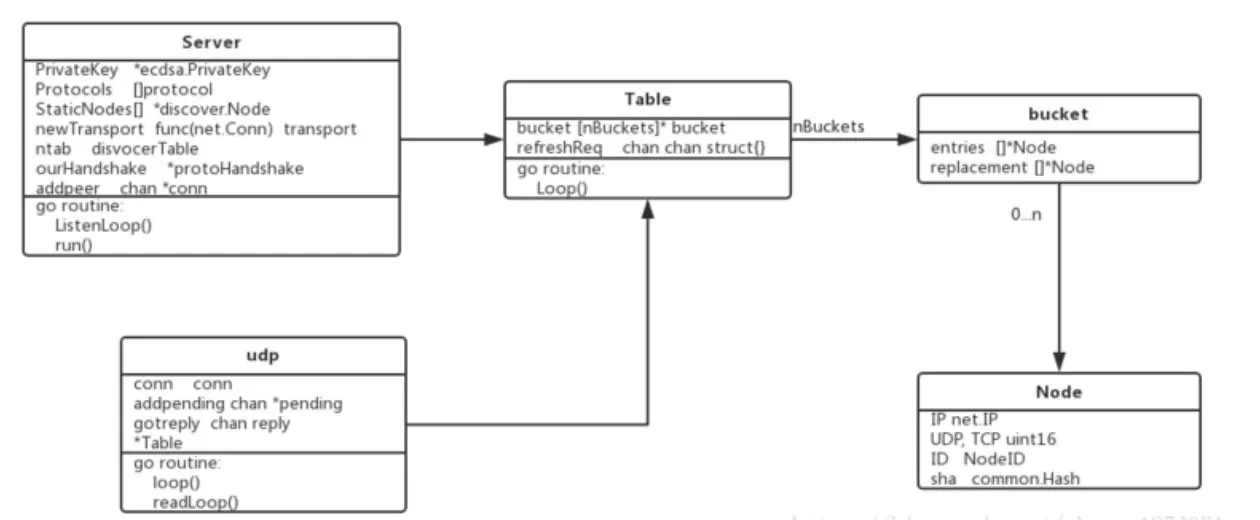 Server
PrivateKey *ecdsa.PrivateKey
Protocols []protocol
StaticNodes[] *discover.Node
newTransport func(net.Conn) transport
ntab disvocerTable
ourHandshake *protoHandshake
addpeer chan *conn
go routine:
ListenLoop()
run()
Table
bucket [nBuckets]* bucket
refreshReq chan chan struct{}
go routine:
Loop()
nBuckets
bucket
entries []*Node
replacement []*Node
0...n
udp
conn conn
addpending chan *pending
gotreply chan reply
*Table
go routine:
loop()
readLoop()
Node
IP net.IP
UDP, TCP uint16
ID NodeID
sha common.Hash